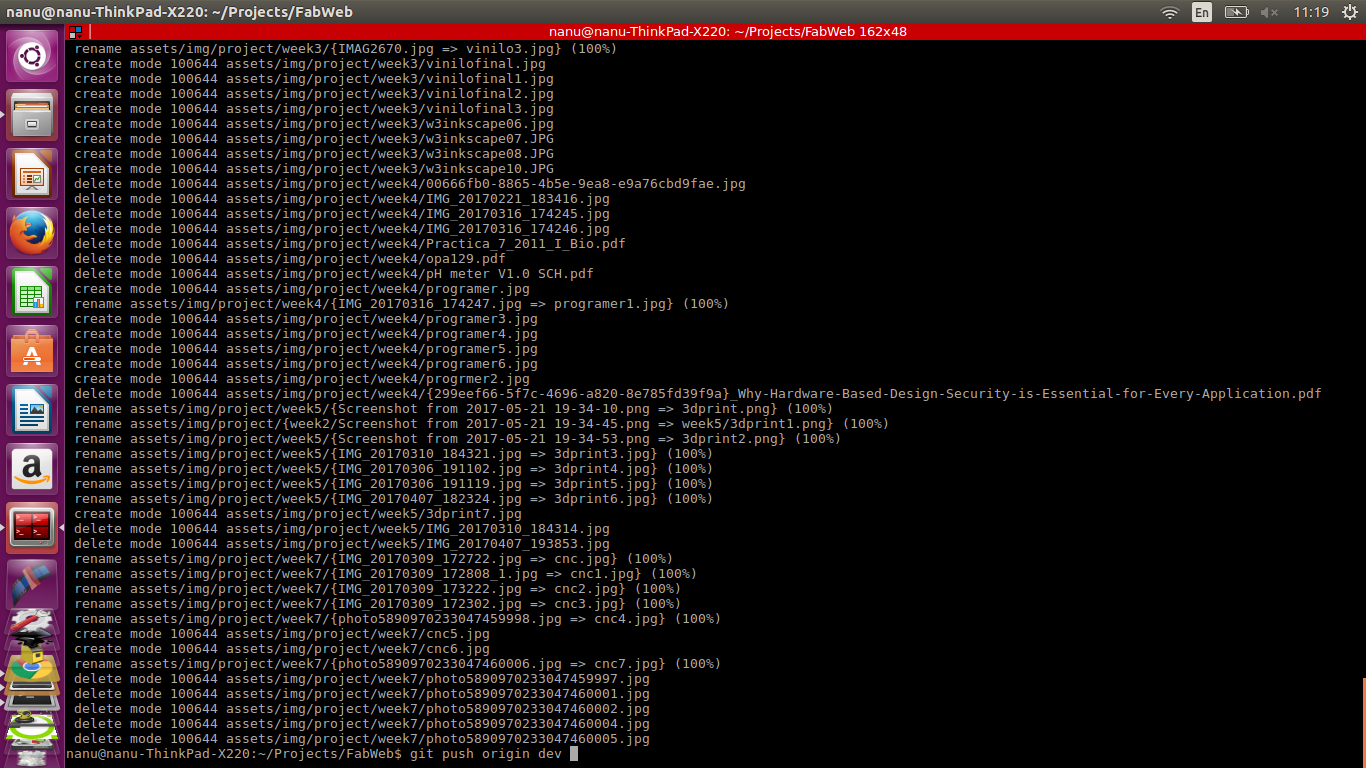 nanu@nanu-ThinkPad-X220: ~/Projects/FabWeb
En
11:19
nanu@nanu-ThinkPad-X220: ~/Projects/FabWeb 162x48
rename assets/img/project/week3/{IMAG2670.jpg => vinilo3.jpg} (100%)
create mode 100644 assets/img/project/week3/vinilofinal.jpg
create mode 100644 assets/img/project/week3/vinilofinal1.jpg
create mode 100644 assets/img/project/week3/vinilofinal2.jpg
create mode 100644 assets/img/project/week3/vinilofinal3.jpg
create mode 100644 assets/img/project/week3/w3inkscape06.jpg
create mode 100644 assets/img/project/week3/w3inkscape07.JPG
create mode 100644 assets/img/project/week3/w3inkscape08.JPG
create mode 100644 assets/img/project/week3/w3inkscape10.JPG
delete mode 100644 assets/img/project/week4/00666fb0-8865-4b5e-9ea8-e9a76cbd9fae.jpg
delete mode 100644 assets/img/project/week4/IMG_20170221_183416.jpg
delete mode 100644 assets/img/project/week4/IMG_20170316_174245.jpg
delete mode 100644 assets/img/project/week4/IMG_20170316_174246.jpg
delete mode 100644 assets/img/project/week4/Practica_7_2011_I_Bio.pdf
delete mode 100644 assets/img/project/week4/opa129.pdf
delete mode 100644 assets/img/project/week4/pH meter V1.0 SCH.pdf
create mode 100644 assets/img/project/week4/programer.jpg
rename assets/img/project/week4/{IMG_20170316_174247.jpg => programer1.jpg} (100%)
create mode 100644 assets/img/project/week4/programer3.jpg
create mode 100644 assets/img/project/week4/programer4.jpg
create mode 100644 assets/img/project/week4/programer5.jpg
create mode 100644 assets/img/project/week4/programer6.jpg
create mode 100644 assets/img/project/week4/progrmer2.jpg
delete mode 100644 assets/img/project/week4/{299eef66-5f7c-4696-a820-8e785fd39f9a}_Why-Hardware-Based-Design-Security-is-Essential-for-Every-Application.pdf
rename assets/img/project/week5/{Screenshot from 2017-05-21 19-34-10.png => 3dprint.png} (100%)
rename assets/img/project/{week2/Screenshot from 2017-05-21 19-34-45.png => week5/3dprint1.png} (100%)
rename assets/img/project/week5/{Screenshot from 2017-05-21 19-34-53.png => 3dprint2.png} (100%)
rename assets/img/project/week5/{IMG_20170310_184321.jpg => 3dprint3.jpg} (100%)
rename assets/img/project/week5/{IMG_20170306_191102.jpg => 3dprint4.jpg} (100%)
rename assets/img/project/week5/{IMG_20170306_191119.jpg => 3dprint5.jpg} (100%)
rename assets/img/project/week5/{IMG_20170407_182324.jpg => 3dprint6.jpg} (100%)
create mode 100644 assets/img/project/week5/3dprint7.jpg
delete mode 100644 assets/img/project/week5/IMG_20170310_184314.jpg
delete mode 100644 assets/img/project/week5/IMG_20170407_193853.jpg
rename assets/img/project/week7/{IMG_20170309_172722.jpg => cnc.jpg} (100%)
rename assets/img/project/week7/{IMG_20170309_172808_1.jpg => cnc1.jpg} (100%)
rename assets/img/project/week7/{IMG_20170309_173222.jpg => cnc2.jpg} (100%)
rename assets/img/project/week7/{IMG_20170309_172302.jpg => cnc3.jpg} (100%)
rename assets/img/project/week7/{photo5890970233047459998.jpg => cnc4.jpg} (100%)
create mode 100644 assets/img/project/week7/cnc5.jpg
create mode 100644 assets/img/project/week7/cnc6.jpg
rename assets/img/project/week7/{photo5890970233047460006.jpg => cnc7.jpg} (100%)
delete mode 100644 assets/img/project/week7/photo5890970233047459997.jpg
delete mode 100644 assets/img/project/week7/photo5890970233047460001.jpg
delete mode 100644 assets/img/project/week7/photo5890970233047460002.jpg
delete mode 100644 assets/img/project/week7/photo5890970233047460004.jpg
delete mode 100644 assets/img/project/week7/photo5890970233047460005.jpg
nanu@nanu-ThinkPad-X220:~/Projects/FabWeb$ git push origin dev